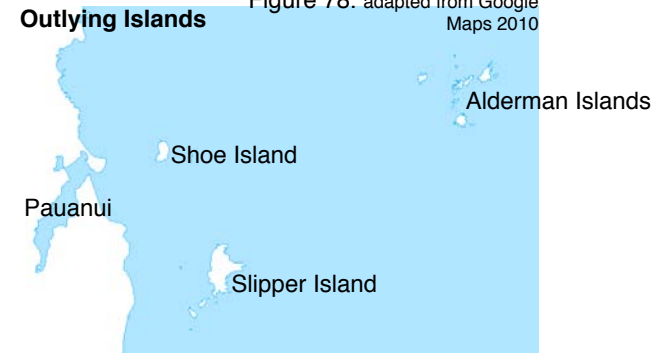 Figure 78. adapted from Google
Outlying Islands
Maps 2010
Alderman Islands
Shoe Island
Pauanui
Slipper Island